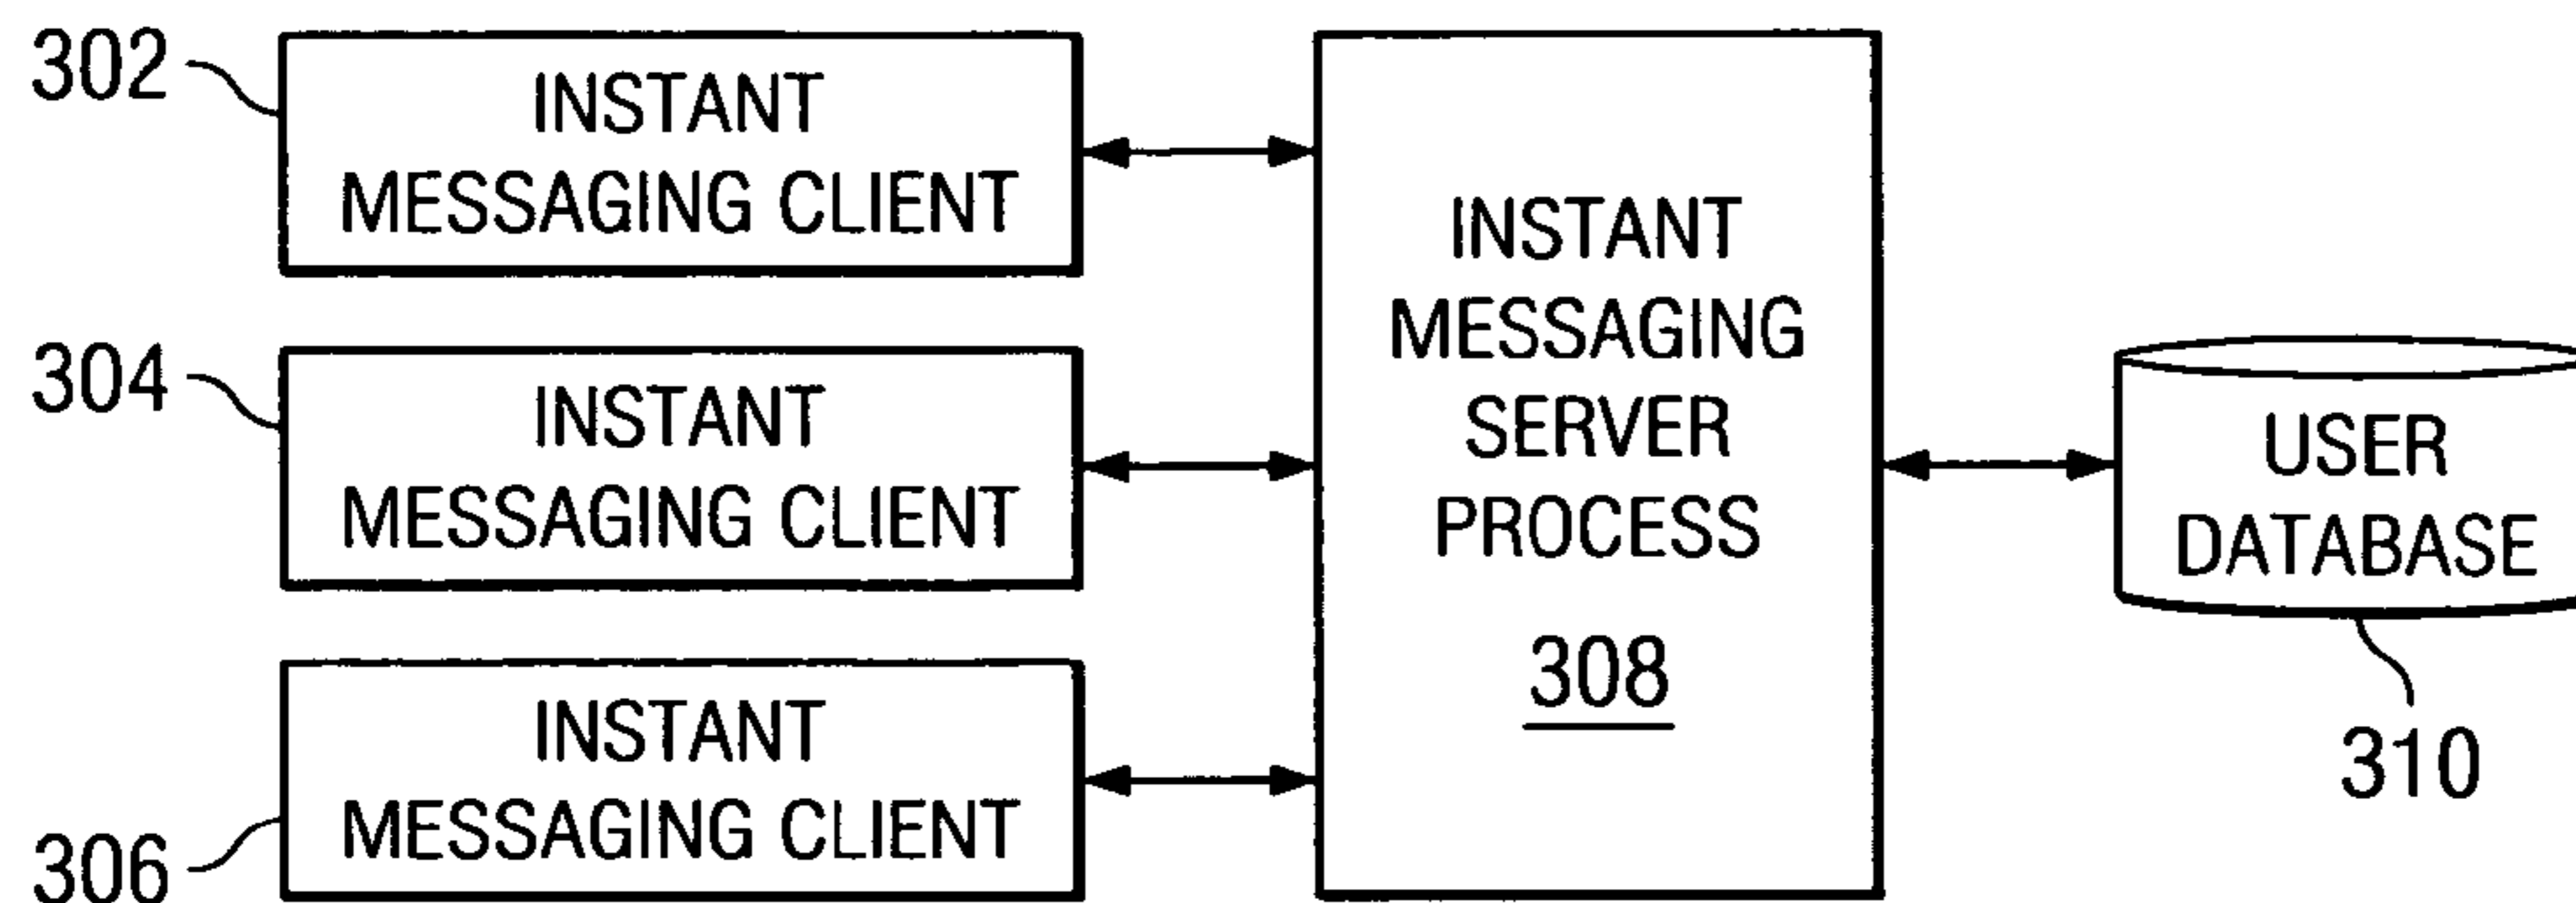 302
INSTANT
MESSAGING CLIENT
304
INSTANT
MESSAGING CLIENT
306
INSTANT
MESSAGING CLIENT
INSTANT
MESSAGING
SERVER
PROCESS
308
USER
DATABASE
310